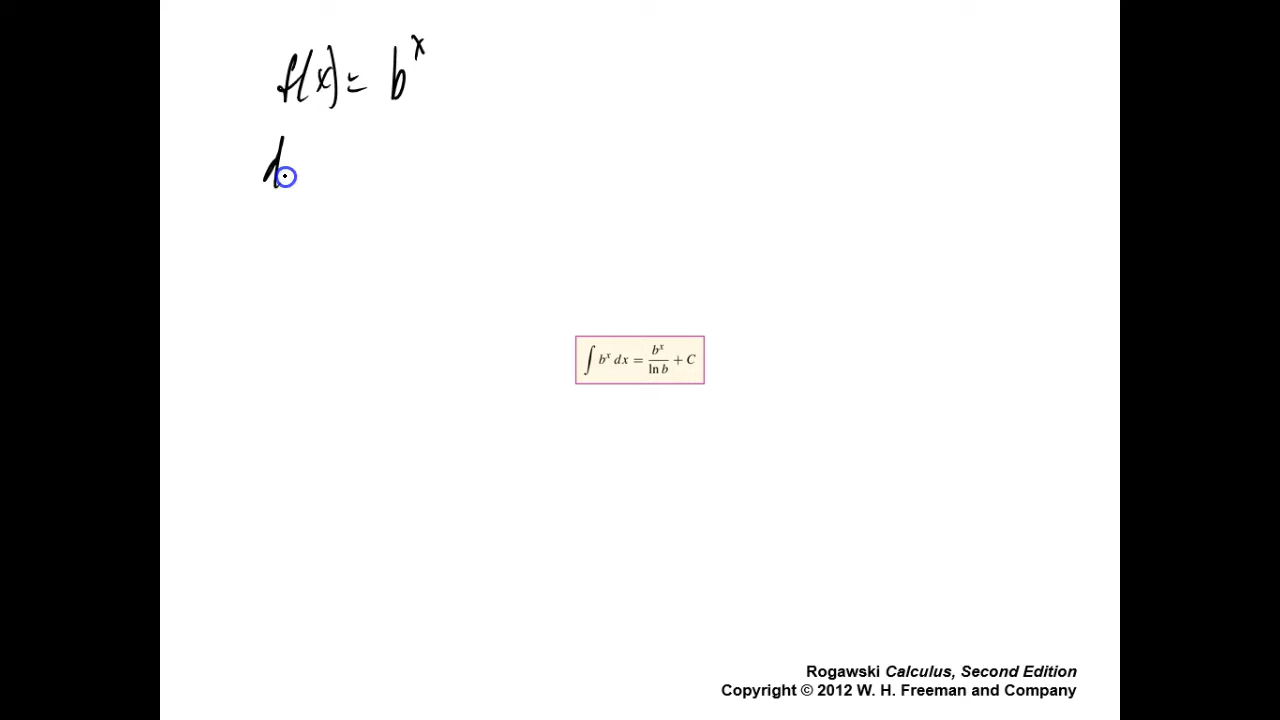 f(x) = b^x
d
∫ b^x dx = b^x / ln b + C
Rogawski Calculus, Second Edition
Copyright © 2012 W. H. Freeman and Company